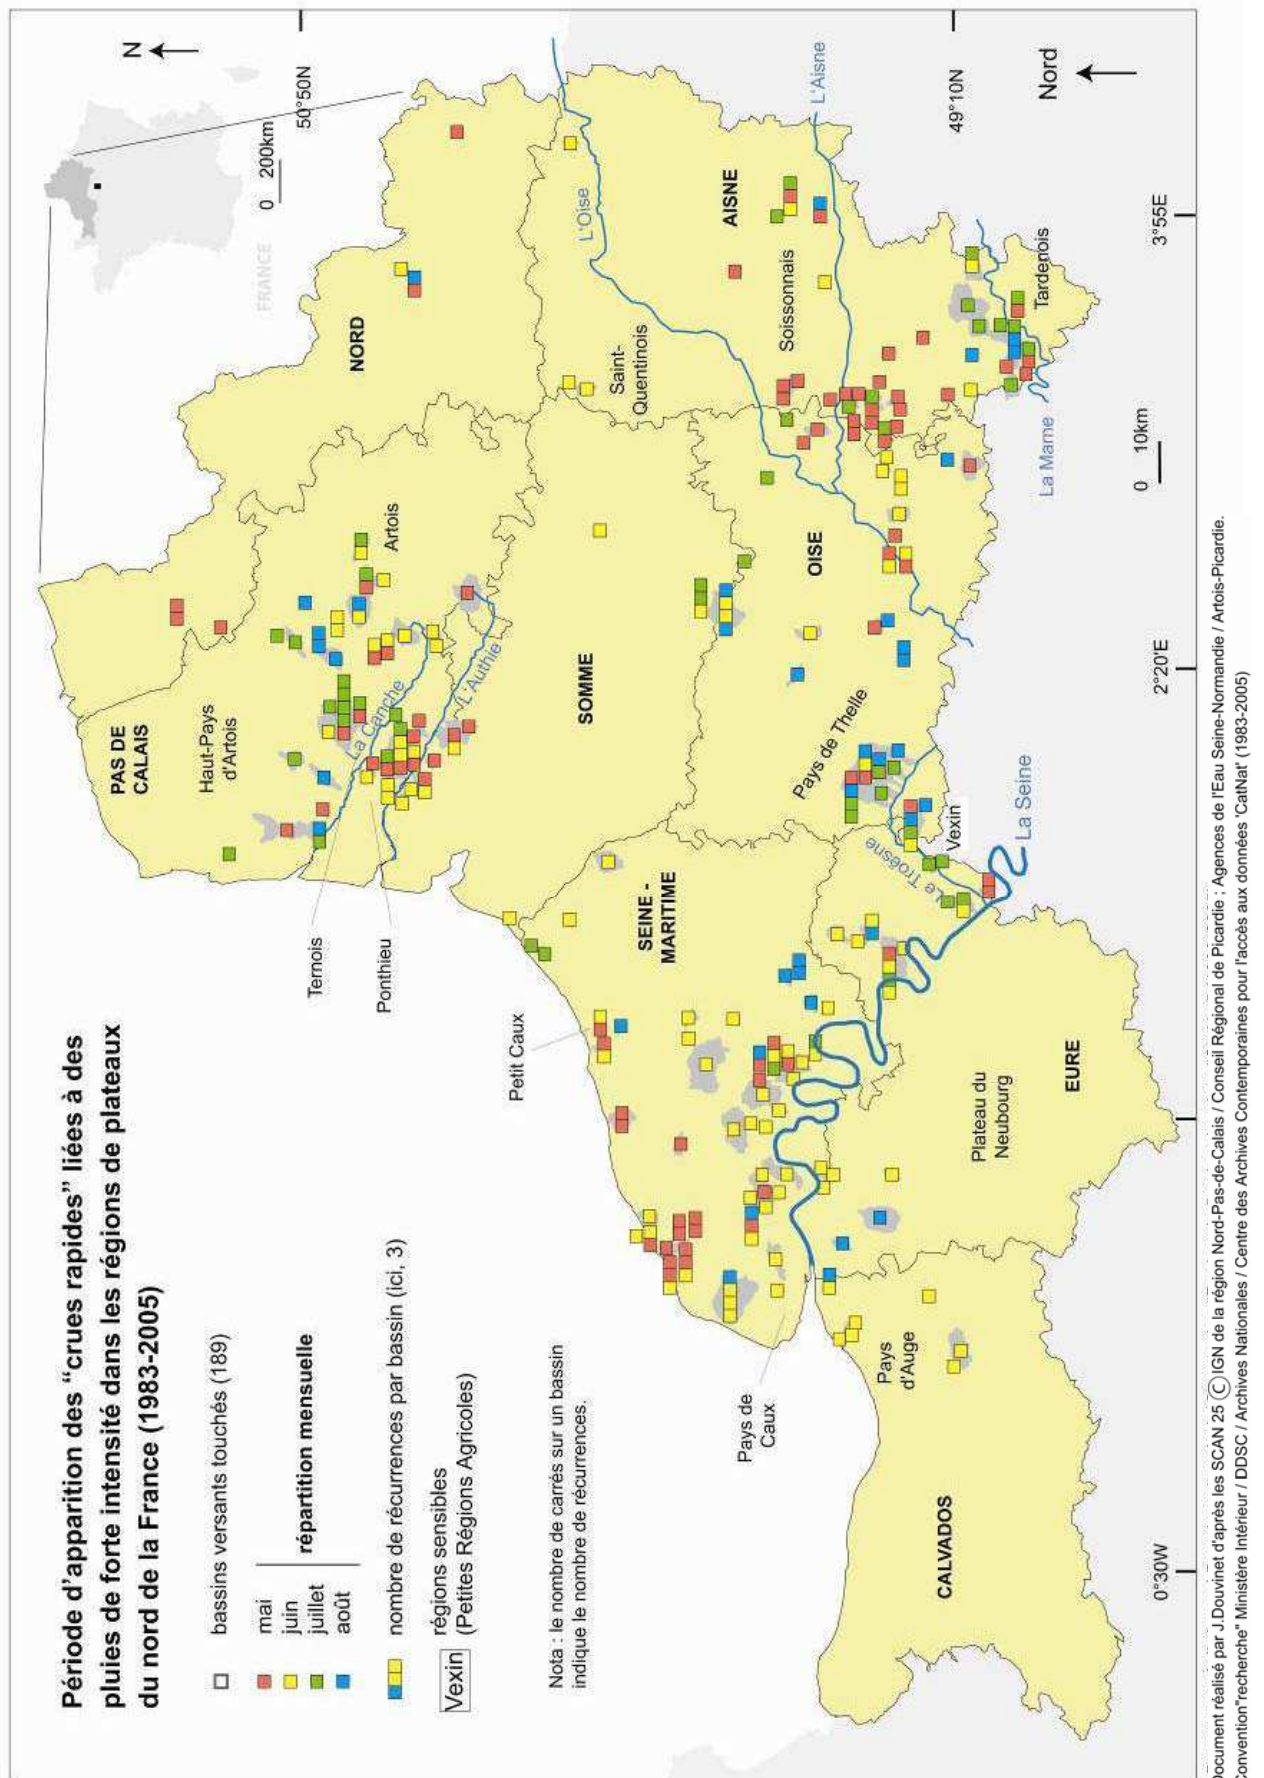 Période d'apparition des “crues rapides” liées à des
pluies de forte intensité dans les régions de plateaux
du nord de la France (1983-2005)
bassins versants touchés (189)
mai
juin
juillet
août
répartition mensuelle
nombre de récurrences par bassin (ici, 3)
Vexin
régions sensibles
(Petites Régions Agricoles)
Nota : le nombre de carrés sur un bassin
indique le nombre de récurrences.
N
0 200km
FRANCE
50°50N
49°10N
Nord
3°55E
2°20'E
0°30W
0 10km
PAS DE
CALAIS
Haut-Pays
d'Artois
Artois
NORD
La Canche
L'Authie
Ternois
Ponthieu
SOMME
Saint-
Quentinois
L'Oise
AISNE
L'Aisne
Soissonnais
Tardenois
La Marne
OISE
Pays de Thelle
Vexin
Le Troësne
La Seine
SEINE -
MARITIME
Petit Caux
Pays de
Caux
Plateau du
Neubourg
EURE
Pays
d'Auge
CALVADOS
Document réalisé par J.Douvinet d'après les SCAN 25 © IGN de la région Nord-Pas-de-Calais / Conseil Régional de Picardie ; Agences de l'Eau Seine-Normandie / Artois-Picardie.
Convention"recherche" Ministère Intérieur / DDSC / Archives Nationales / Centre des Archives Contemporaines pour l'accès aux données 'CatNat' (1983-2005)